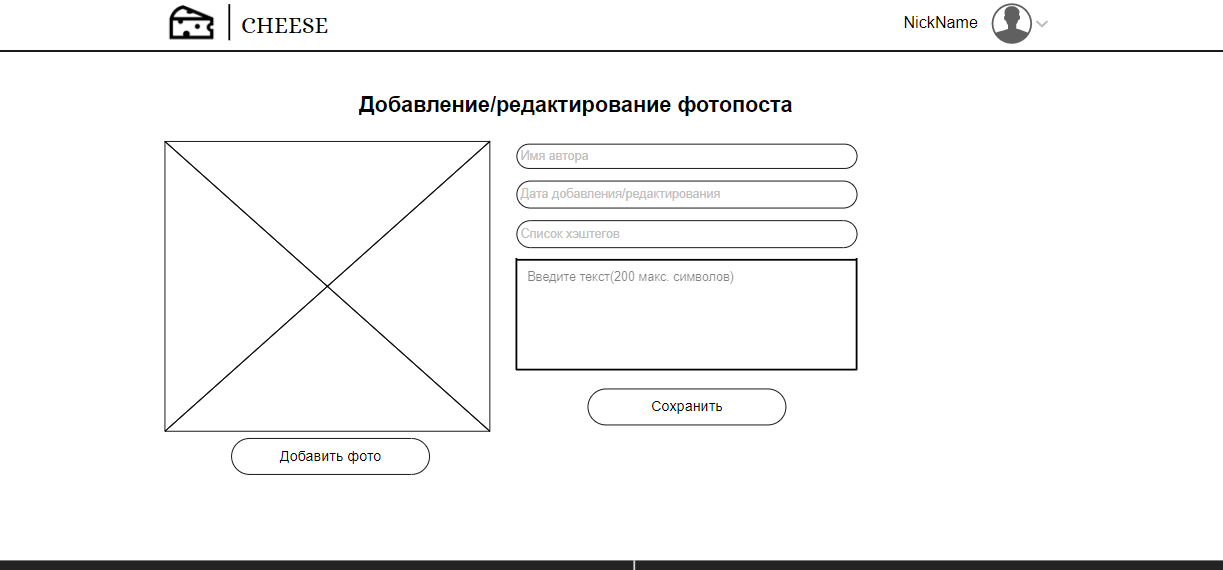 CHEESE
NickName
Добавление/редактирование фотопоста
Имя автора
Дата добавления/редактирования
Список хэштегов
Введите текст(200 макс. символов)
Сохранить
Добавить фото